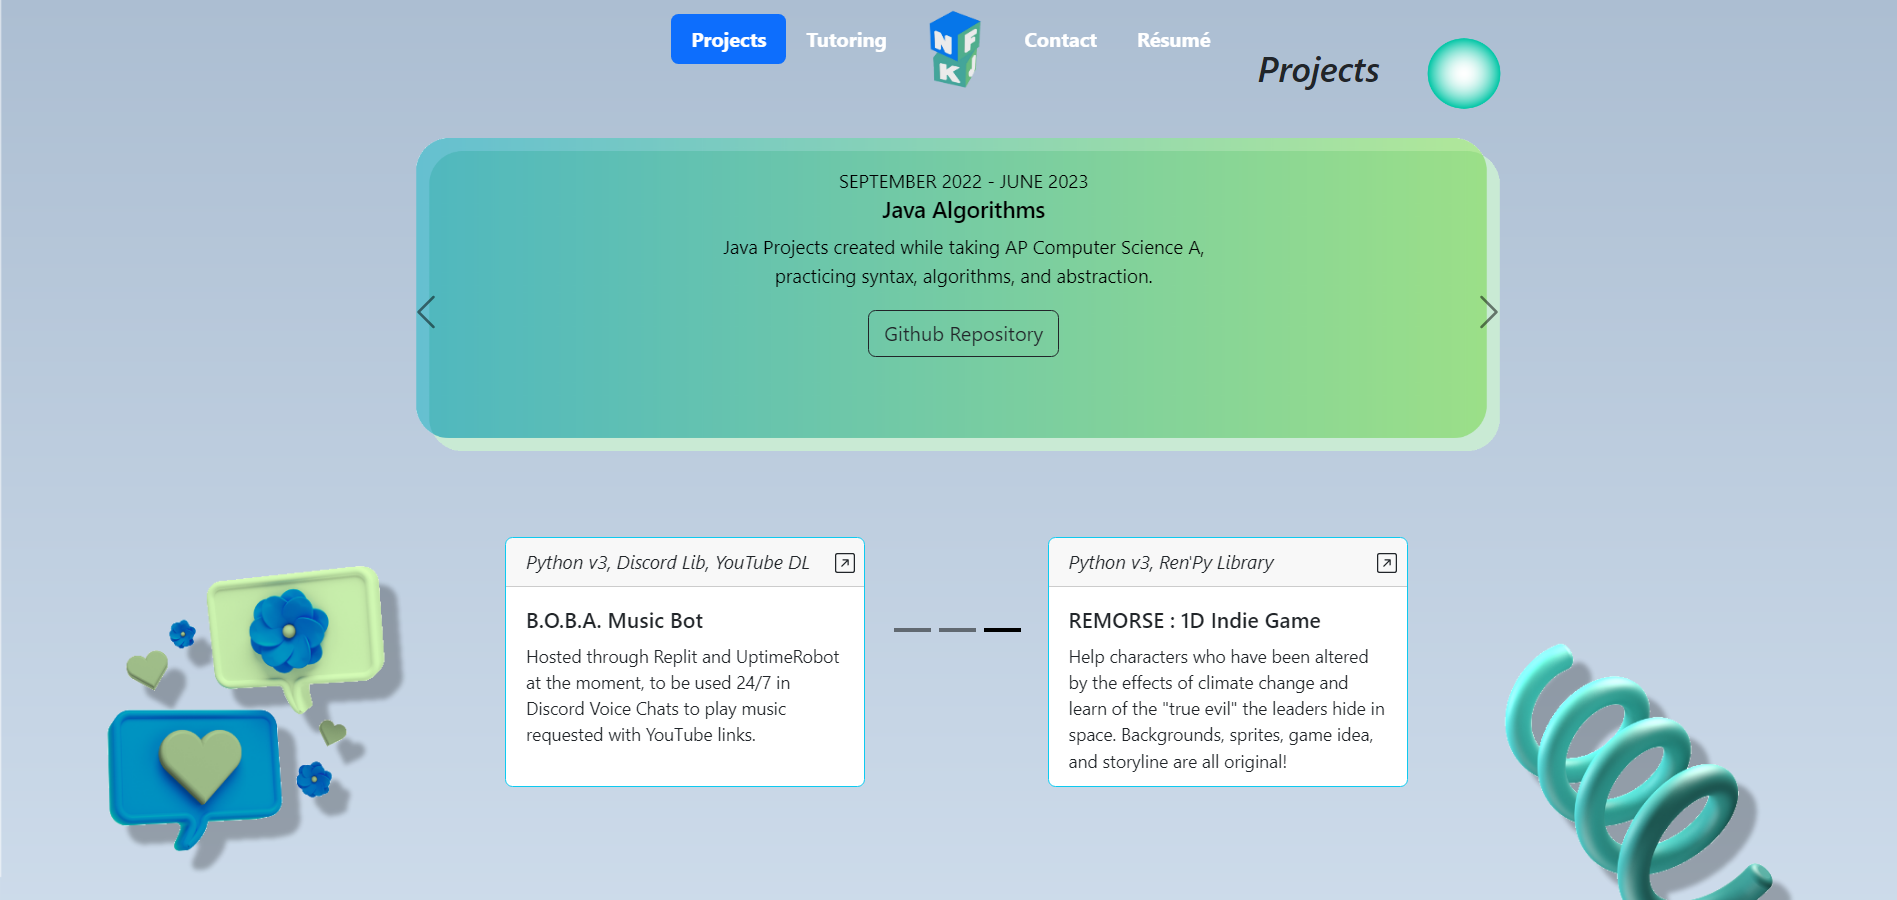 Projects
Tutoring
NF
KJ
Contact
Résumé
Projects
SEPTEMBER 2022 - JUNE 2023
Java Algorithms
Java Projects created while taking AP Computer Science A,
practicing syntax, algorithms, and abstraction.
Github Repository
Python v3, Discord Lib, YouTube DL
B.O.B.A. Music Bot
Hosted through Replit and UptimeRobot
at the moment, to be used 24/7 in
Discord Voice Chats to play music
requested with YouTube links.
Python v3, Ren'Py Library
REMORSE : 1D Indie Game
Help characters who have been altered
by the effects of climate change and
learn of the "true evil" the leaders hide in
space. Backgrounds, sprites, game idea,
and storyline are all original!